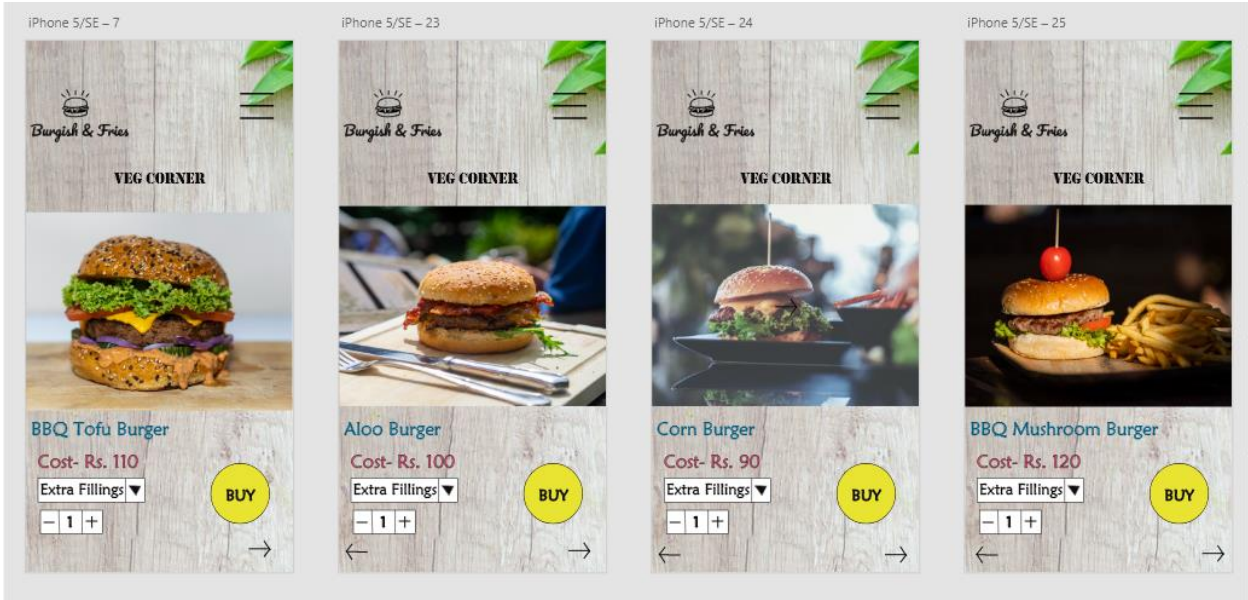 iPhone 5/SE – 7
Burgish & Fries
VEG CORNER
BBQ Tofu Burger
Cost- Rs. 110
Extra Fillings
BUY
– 1 +
iPhone 5/SE – 23
Burgish & Fries
VEG CORNER
Aloo Burger
Cost- Rs. 100
Extra Fillings
BUY
– 1 +
iPhone 5/SE – 24
Burgish & Fries
VEG CORNER
Corn Burger
Cost- Rs. 90
Extra Fillings
BUY
– 1 +
iPhone 5/SE – 25
Burgish & Fries
VEG CORNER
BBQ Mushroom Burger
Cost- Rs. 120
Extra Fillings
BUY
– 1 +